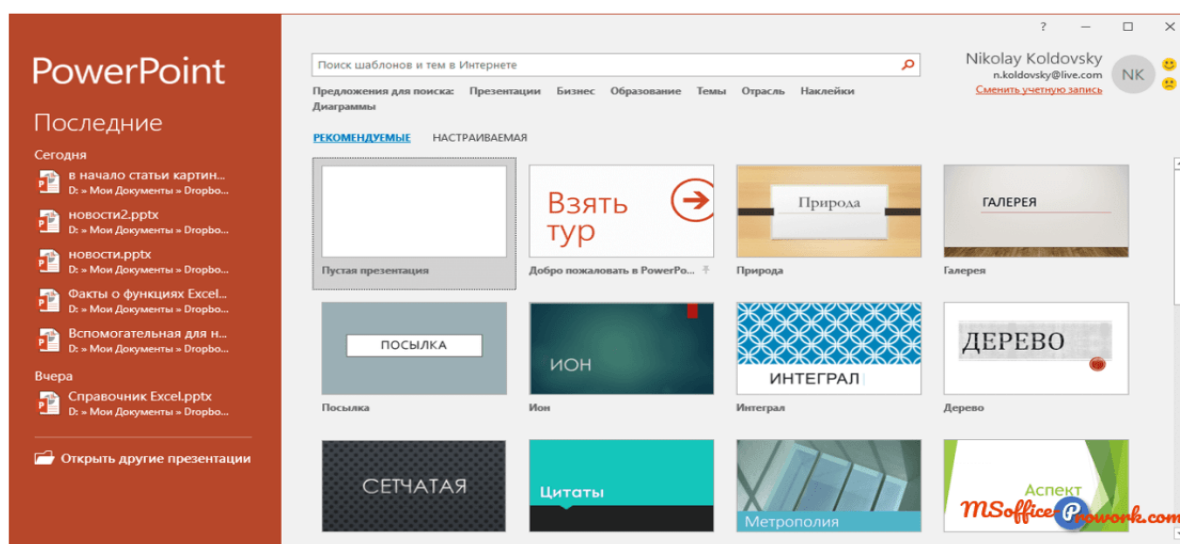 PowerPoint
Последние
Сегодня
в начало статьи картин...
D: » Мои Документы » Dropbo...
новости2.pptx
D: » Мои Документы » Dropbo...
новости.pptx
D: » Мои Документы » Dropbo...
Факты о функциях Excel...
D: » Мои Документы » Dropbo...
Вспомогательная для н...
D: » Мои Документы » Dropbo...
Вчера
Справочник Excel.pptx
D: » Мои Документы » Dropbo...
Открыть другие презентации
?
Поиск шаблонов и тем в Интернете
Nikolay Koldovsky
n.koldovsky@live.com
Сменить учетную запись
NK
Предложения для поиска: Презентации Бизнес Образование Темы Отрасль Наклейки
Диаграммы
РЕКОМЕНДУЕМЫЕ НАСТРАИВАЕМАЯ
Взять
тур
Природа
ГАЛЕРЕЯ
Пустая презентация
Добро пожаловать в PowerPo...
Природа
Галерея
ПОСЫЛКА
ИОН
ИНТЕГРАЛ
ДЕРЕВО
Посылка
Ион
Интеграл
Дерево
СЕТЧАТАЯ
Цитаты
Метрополия
Аспект
MSoffice-Prowork.com